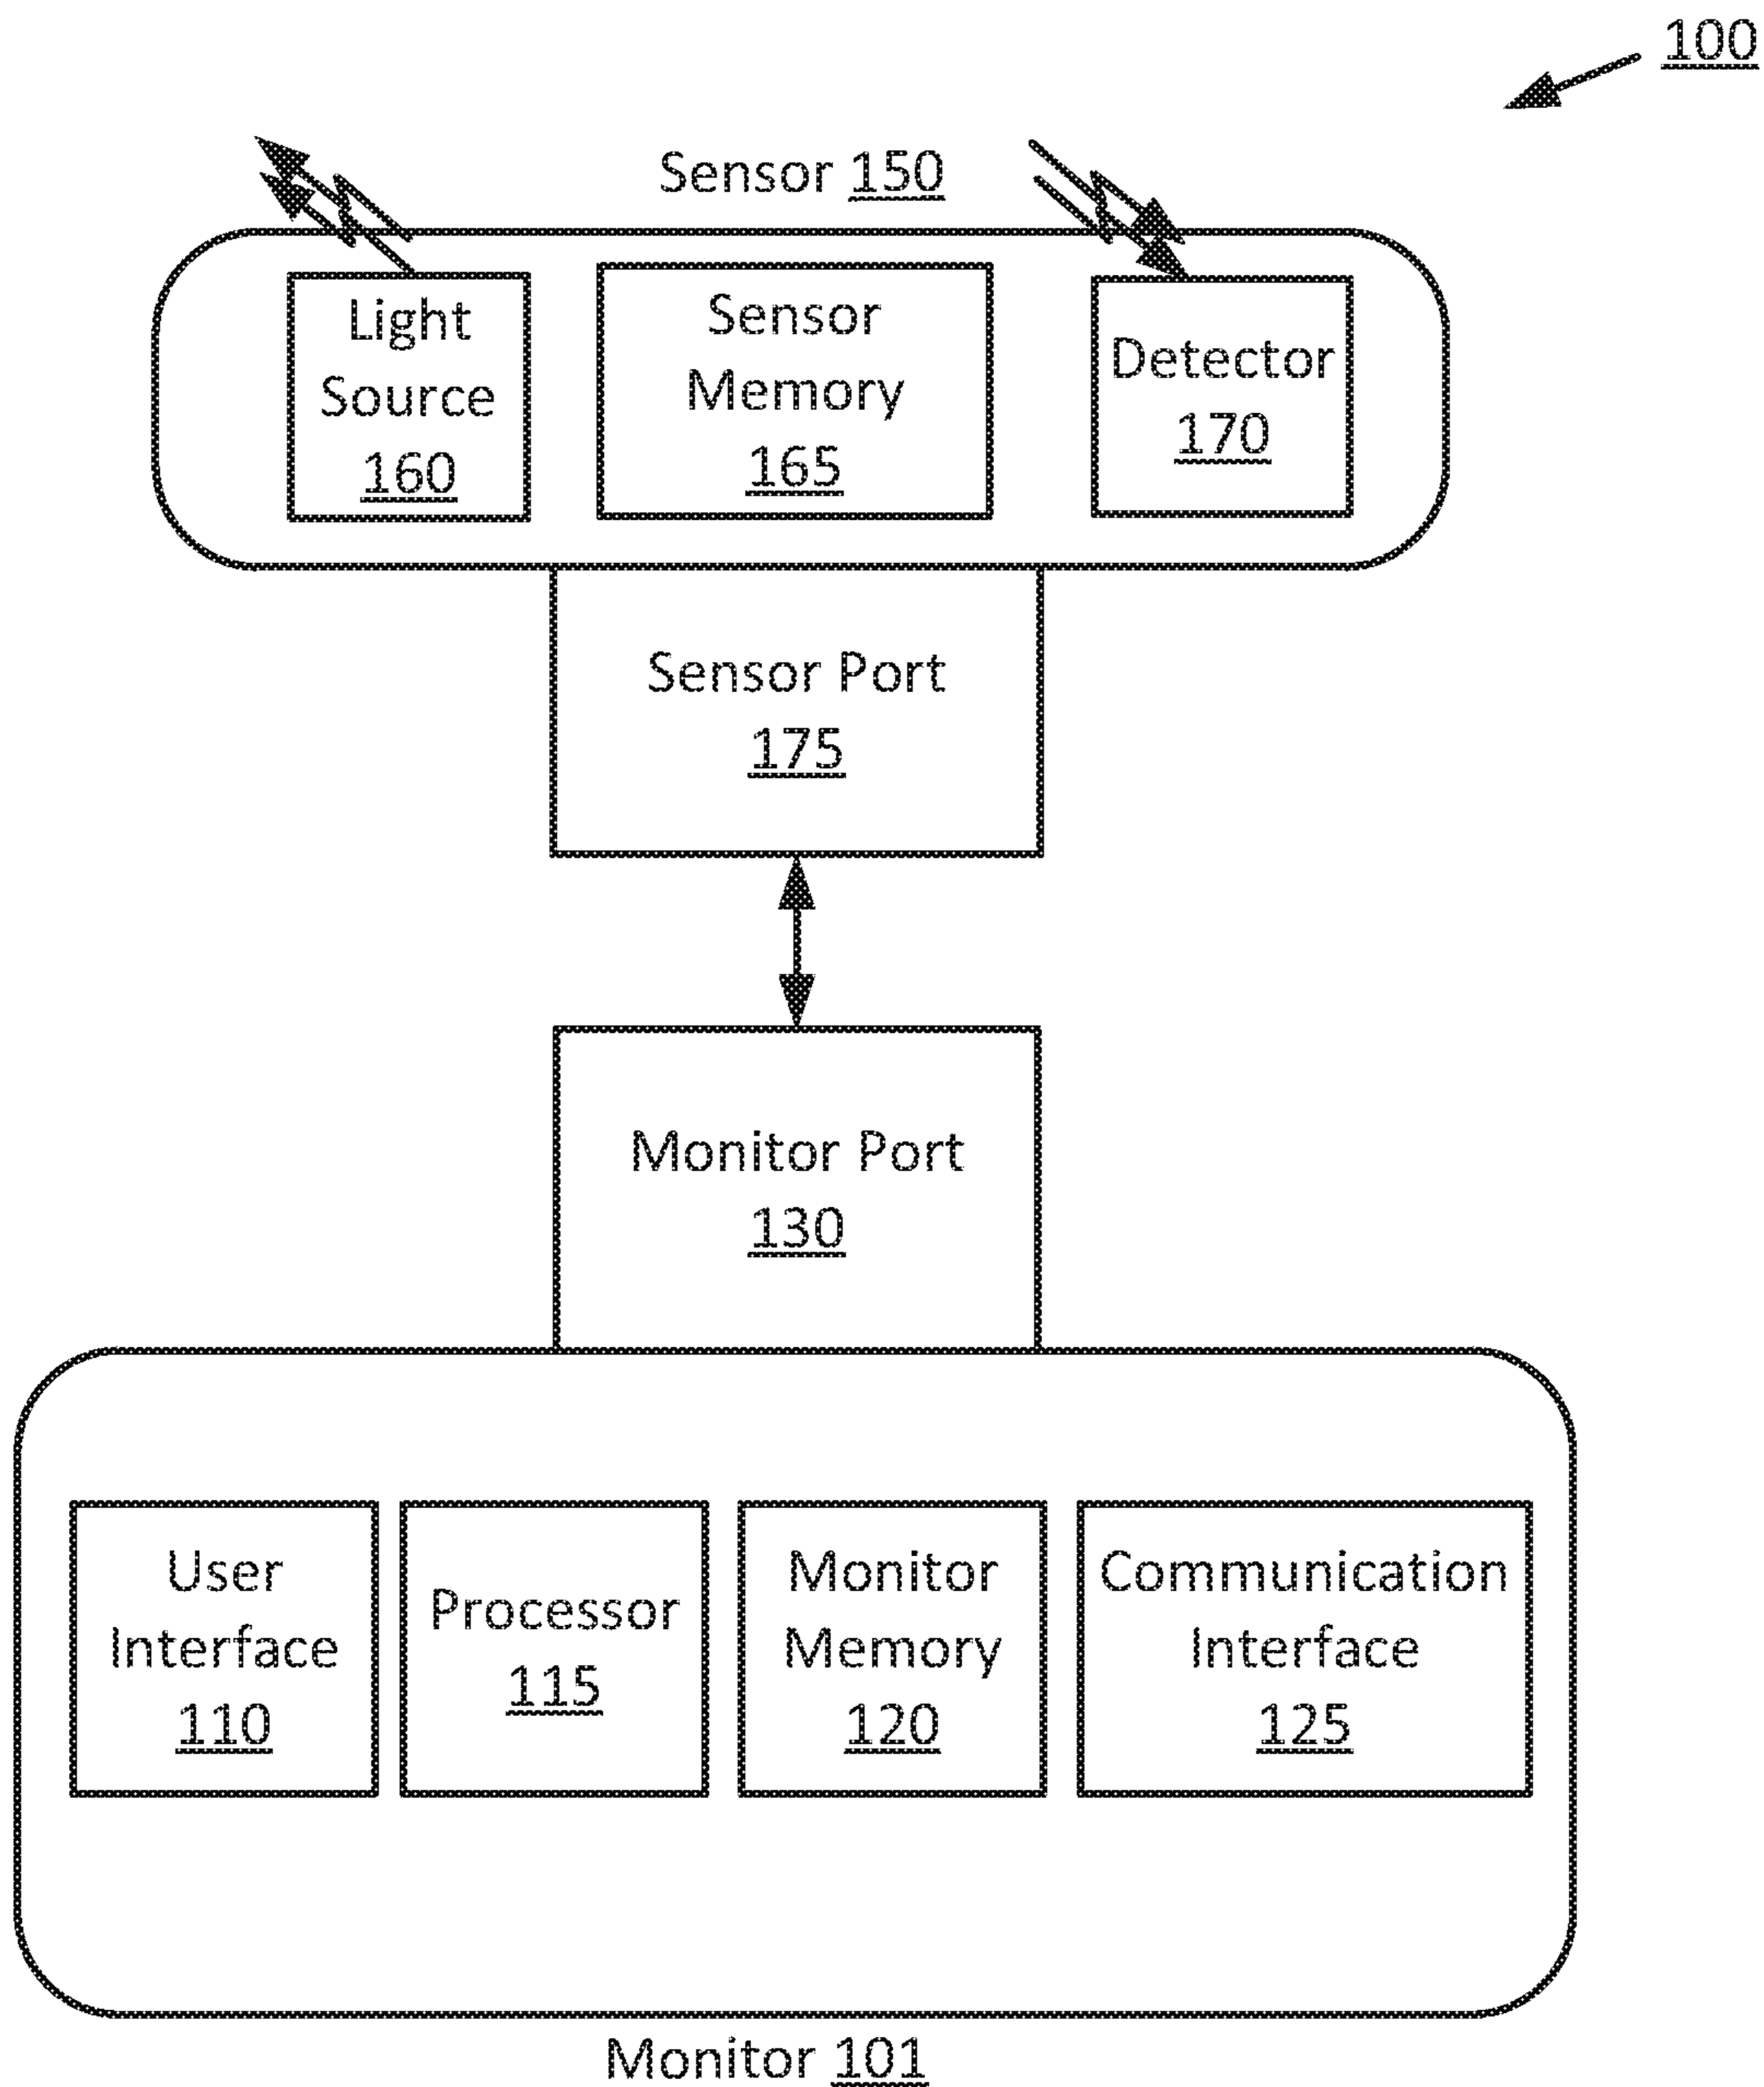 100
Sensor 150
Light
Source
160
Sensor
Memory
165
Detector
170
Sensor Port
175
Monitor Port
130
User
Interface
110
Processor
115
Monitor
Memory
120
Communication
Interface
125
Monitor 101